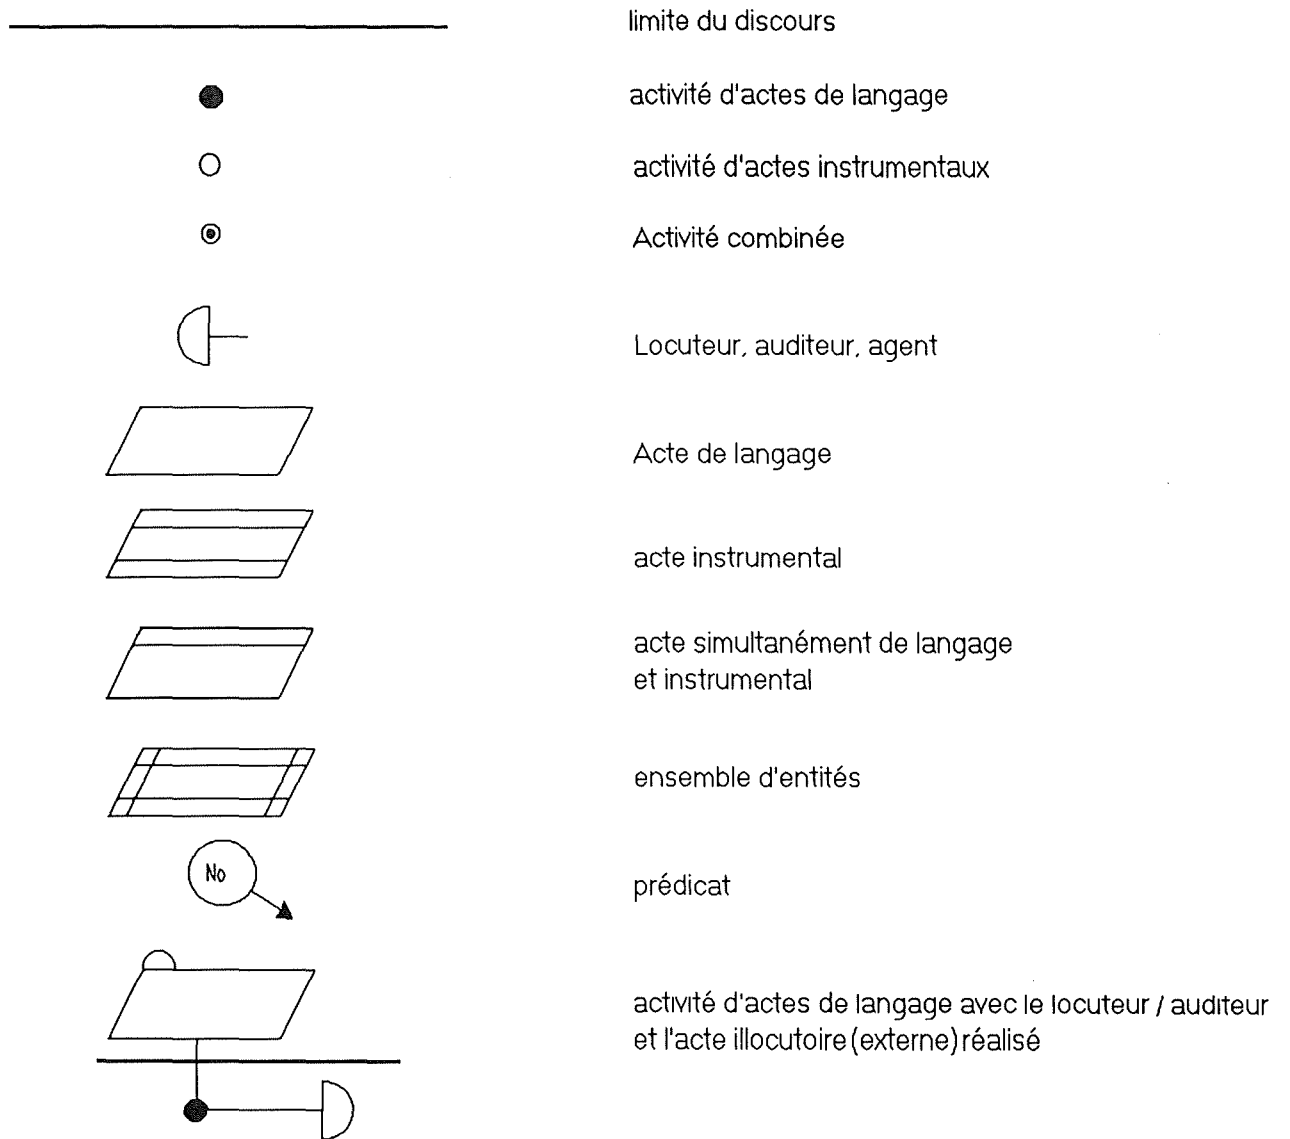 limite du discours
activité d'actes de langage
activité d'actes instrumentaux
Activité combinée
Locuteur, auditeur, agent
Acte de langage
acte instrumental
acte simultanément de langage
et instrumental
ensemble d'entités
No
prédicat
activité d'actes de langage avec le locuteur / auditeur
et l'acte illocutoire (externe) réalisé